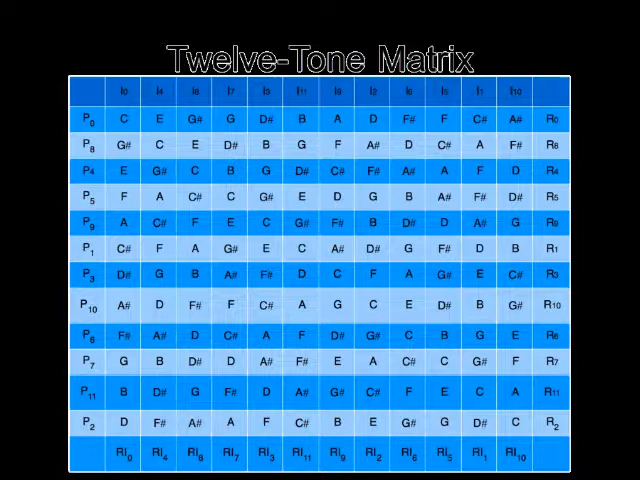 Twelve-Tone Matrix
I0 I4 I8 I7 I3 I11 I9 I2 I6 I5 I1 I10
P0 C E G# G D# B A D F# F C# A# R0
P8 G# C E D# B G F A# D C# A F# R8
P4 E G# C B G D# C# F# A# A F D R4
P5 F A C# C G# E D G B A# F# D# R5
P9 A C# F E C G# F# B D# D A# G R9
P1 C# F A G# E C A# D# G F# D B R1
P3 D# G B A# F# D C F A G# E C# R3
P10 A# D F# F C# A G C E D# B G# R10
P6 F# A# D C# A F D# G# C B G E R6
P7 G B D# D A# F# E A C# C G# F R7
P11 B D# G F# D A# G# C# F E C A R11
P2 D F# A# A F C# B E G# G D# C R2
RI0 RI4 RI8 RI7 RI3 RI11 RI9 RI2 RI6 RI5 RI1 RI10